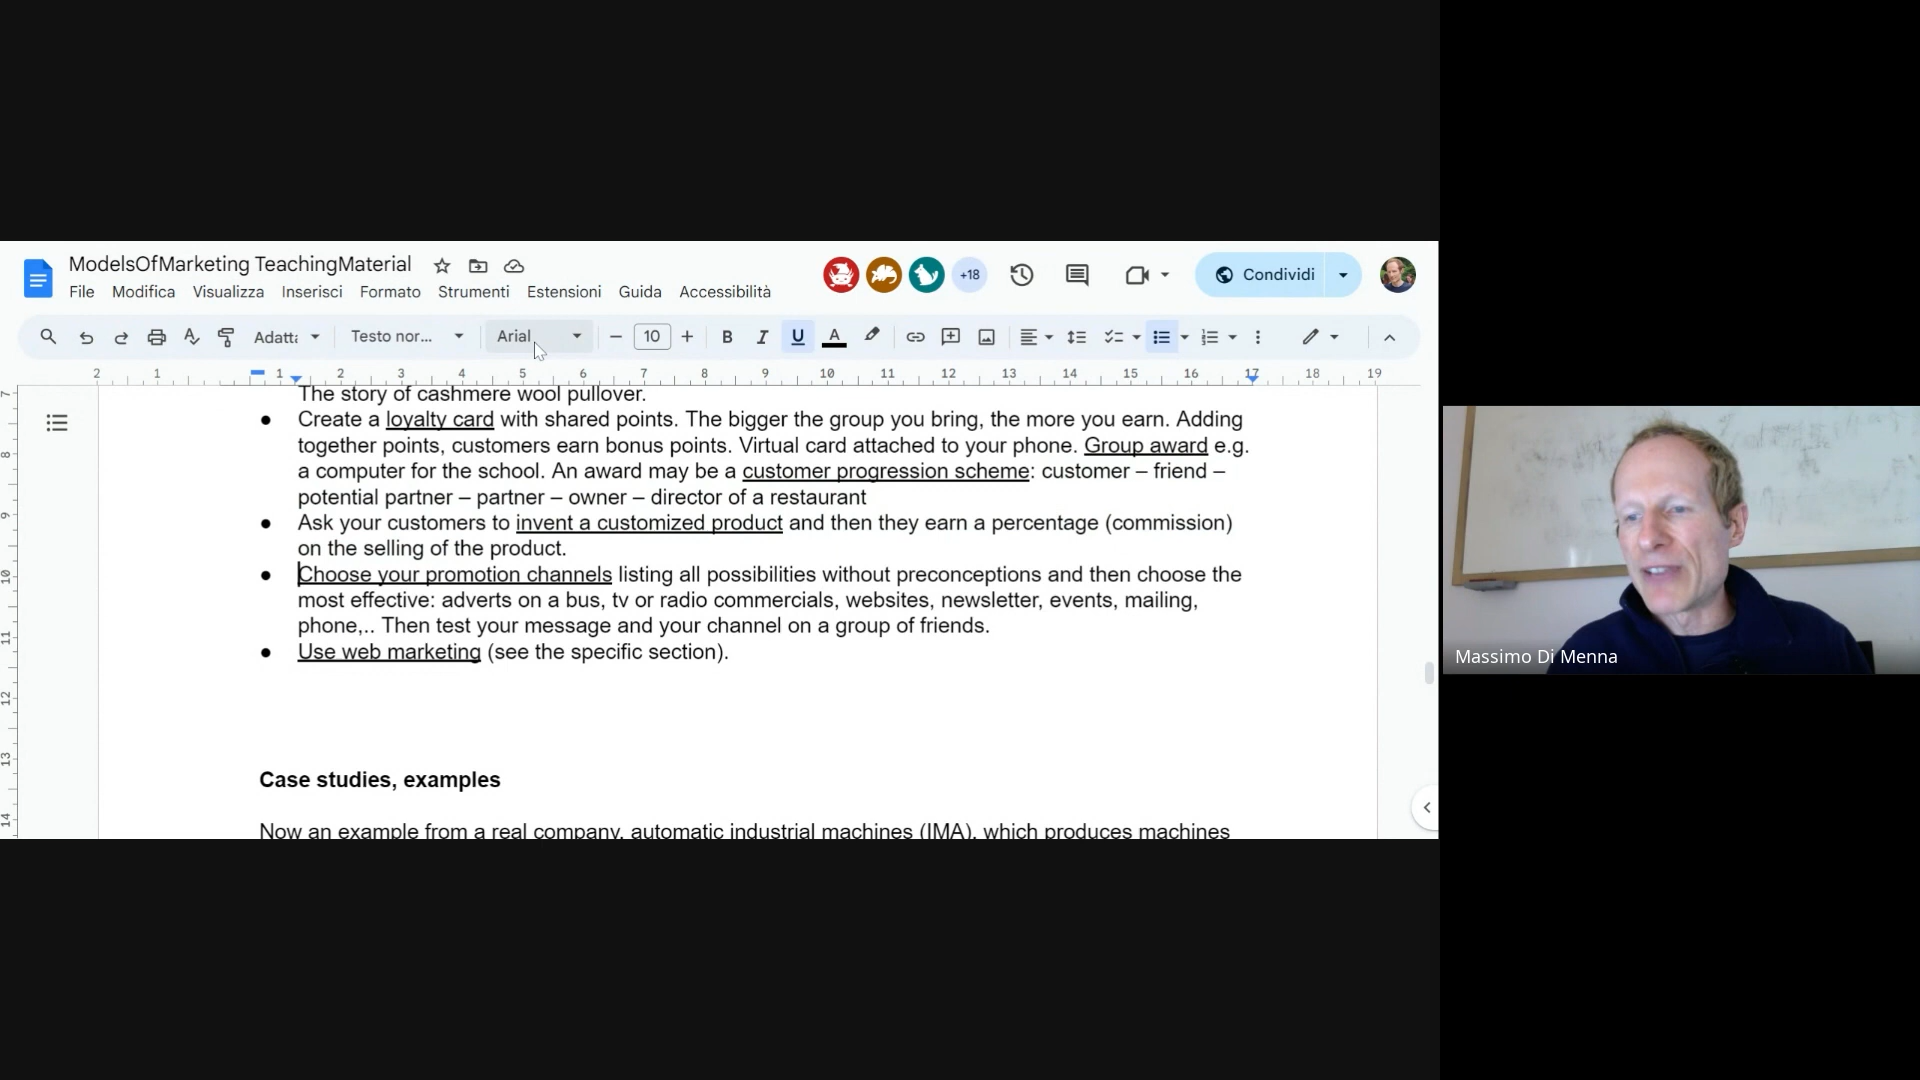 ModelsOfMarketing TeachingMaterial
File Modifica Visualizza Inserisci Formato Strumenti Estensioni Guida Accessibilità
+18
Condividi
Adatta
Testo nor...
Arial
10
2 1 1 2 3 4 5 6 7 8 9 10 11 12 13 14 15 16 17 18 19
7
8
9
10
11
12
13
14
The story of cashmere wool pullover.
● Create a loyalty card with shared points. The bigger the group you bring, the more you earn. Adding
together points, customers earn bonus points. Virtual card attached to your phone. Group award e.g.
a computer for the school. An award may be a customer progression scheme: customer – friend –
potential partner – partner – owner – director of a restaurant
● Ask your customers to invent a customized product and then they earn a percentage (commission)
on the selling of the product.
● Choose your promotion channels listing all possibilities without preconceptions and then choose the
most effective: adverts on a bus, tv or radio commercials, websites, newsletter, events, mailing,
phone,.. Then test your message and your channel on a group of friends.
● Use web marketing (see the specific section).
Case studies, examples
Now an example from a real company, automatic industrial machines (IMA), which produces machines
Massimo Di Menna